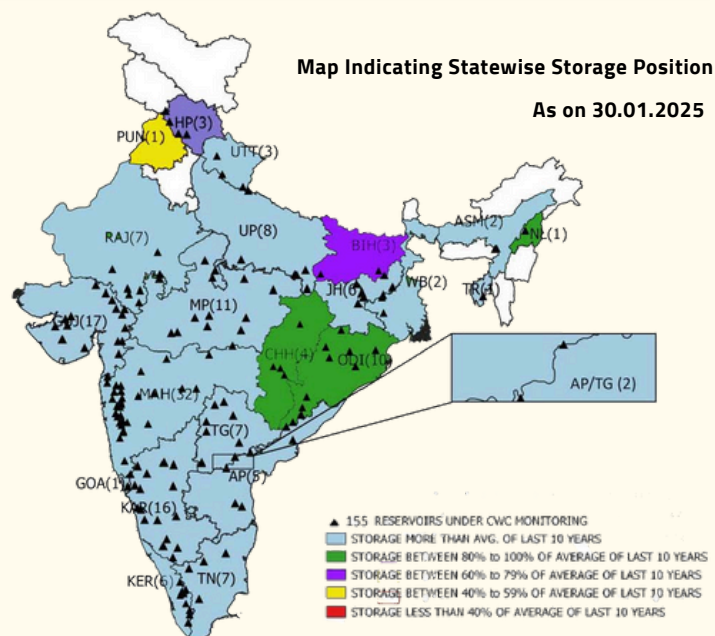 Map Indicating Statewise Storage Position
As on 30.01.2025
HP(3)
PUN(1)
UTT(3)
RAJ(7)
UP(8)
BIH(3)
ASM(2)
NL(1)
TR(1)
WB(2)
JH(6)
MP(11)
GUJ(17)
CHH(4)
ODI(10)
MAH(32)
TG(7)
AP/TG (2)
AP(5)
GOA(1)
KAR(16)
KER(6)
TN(7)
155 RESERVOIRS UNDER CWC MONITORING
STORAGE MORE THAN AVG. OF LAST 10 YEARS
STORAGE BETWEEN 80% to 100% OF AVERAGE OF LAST 10 YEARS
STORAGE BETWEEN 60% to 79% OF AVERAGE OF LAST 10 YEARS
STORAGE BETWEEN 40% to 59% OF AVERAGE OF LAST 10 YEARS
STORAGE LESS THAN 40% OF AVERAGE OF LAST 10 YEARS